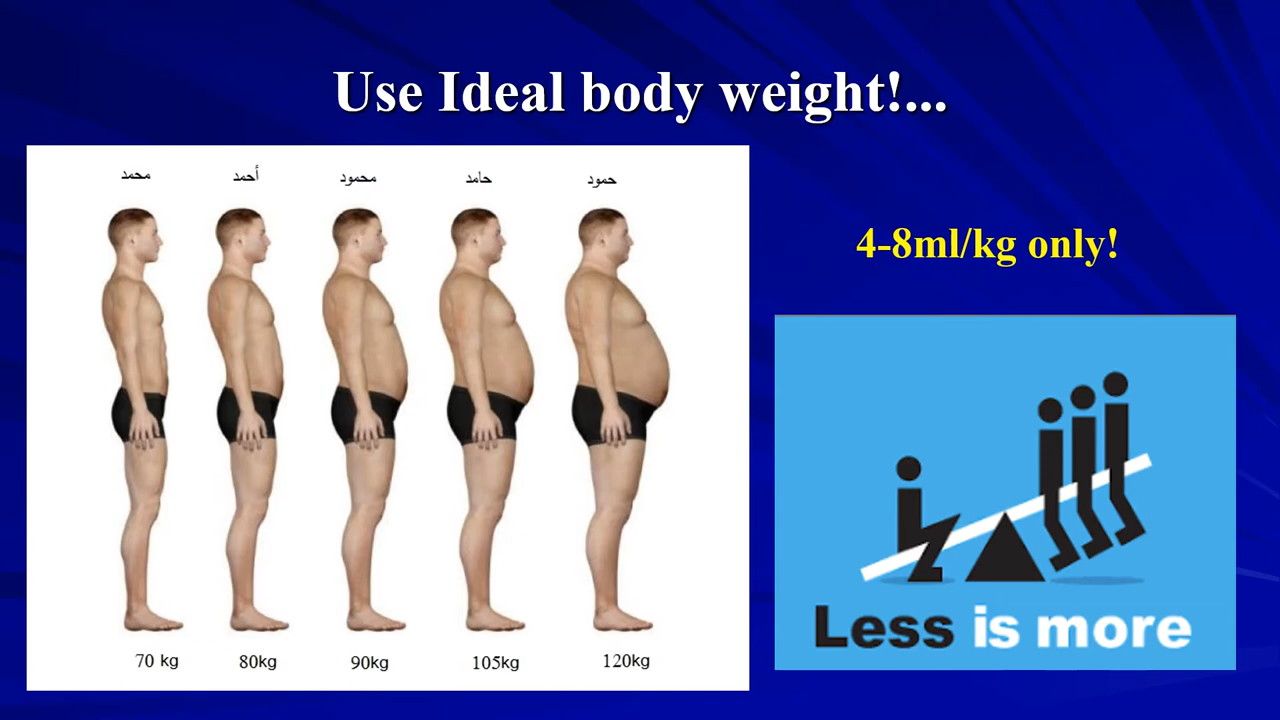 Use Ideal body weight!...
محمد
أحمد
محمود
حامد
حمود
70 kg
80kg
90kg
105kg
120kg
4-8ml/kg only!
Less is more